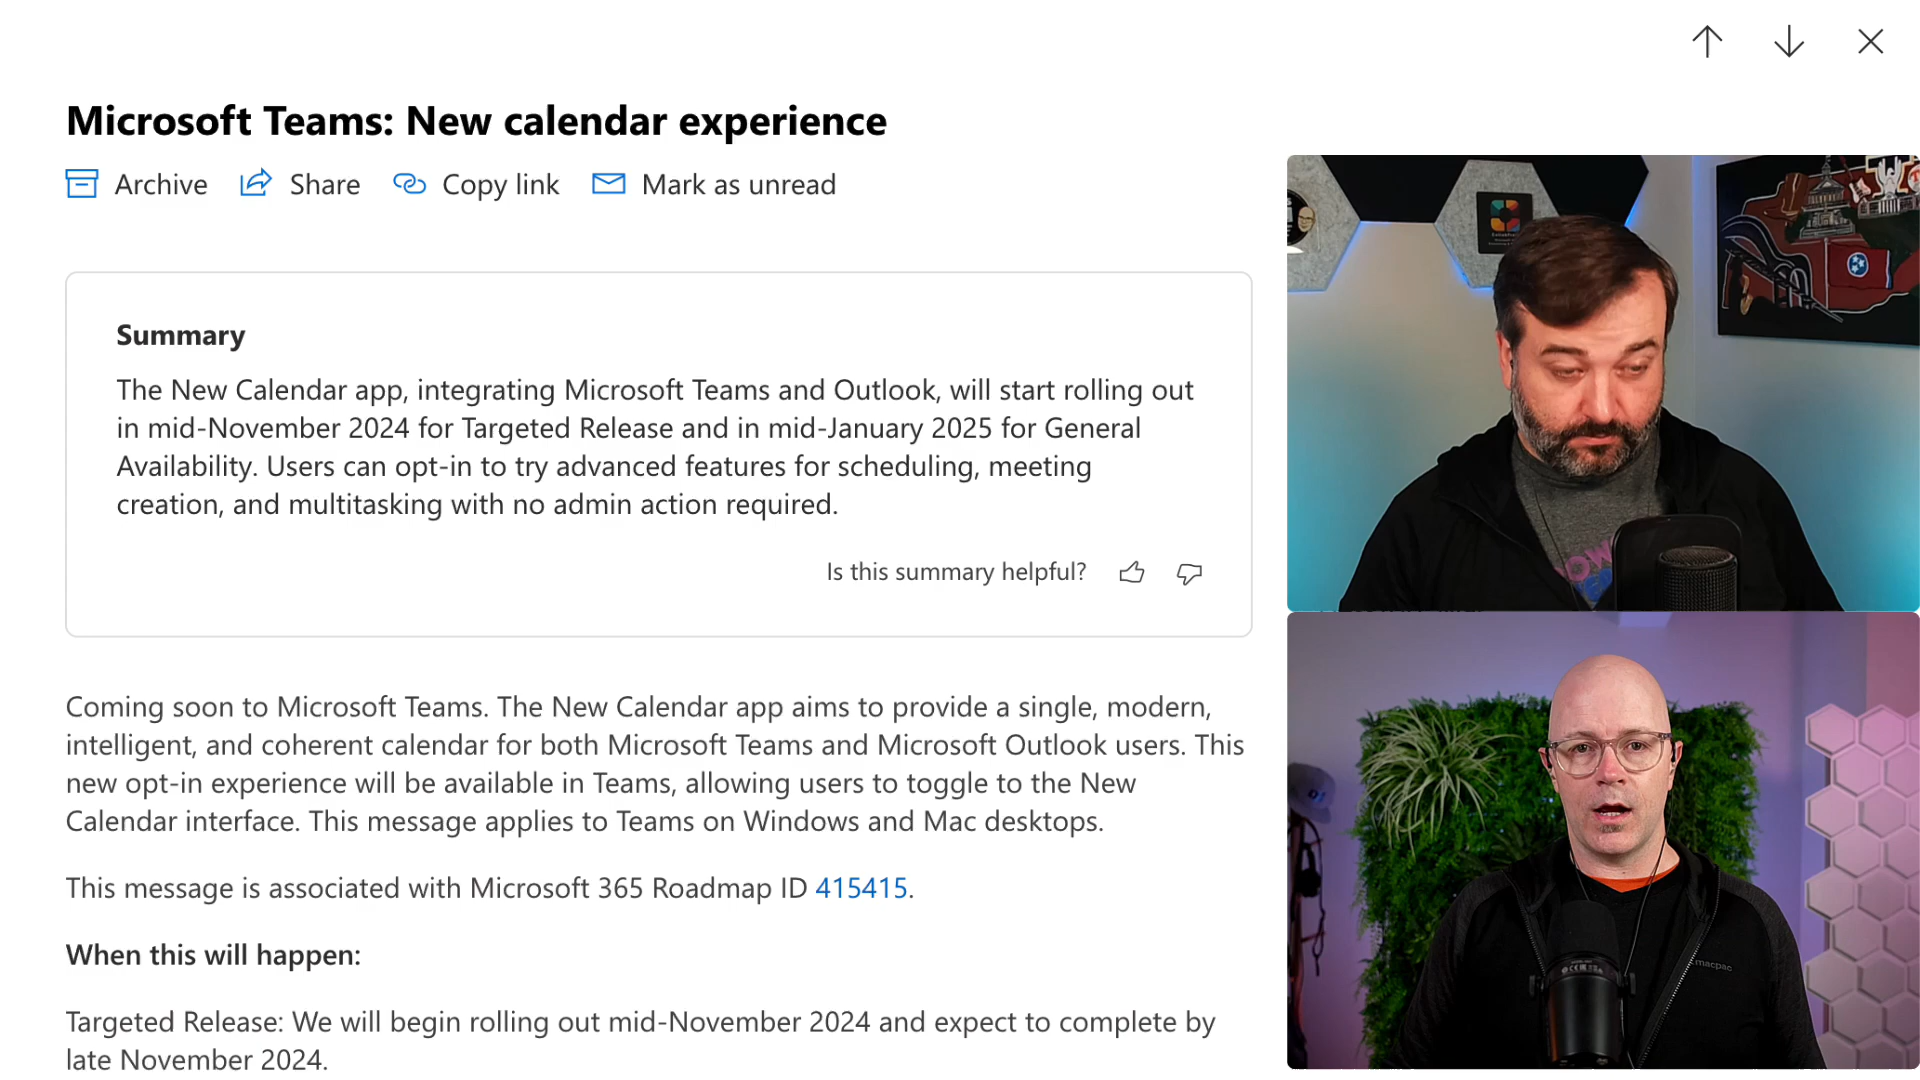 Microsoft Teams: New calendar experience
Archive Share Copy link Mark as unread
Summary
The New Calendar app, integrating Microsoft Teams and Outlook, will start rolling out
in mid-November 2024 for Targeted Release and in mid-January 2025 for General
Availability. Users can opt-in to try advanced features for scheduling, meeting
creation, and multitasking with no admin action required.
Is this summary helpful?
Coming soon to Microsoft Teams. The New Calendar app aims to provide a single, modern,
intelligent, and coherent calendar for both Microsoft Teams and Microsoft Outlook users. This
new opt-in experience will be available in Teams, allowing users to toggle to the New
Calendar interface. This message applies to Teams on Windows and Mac desktops.
This message is associated with Microsoft 365 Roadmap ID 415415.
When this will happen:
Targeted Release: We will begin rolling out mid-November 2024 and expect to complete by
late November 2024.
macpac